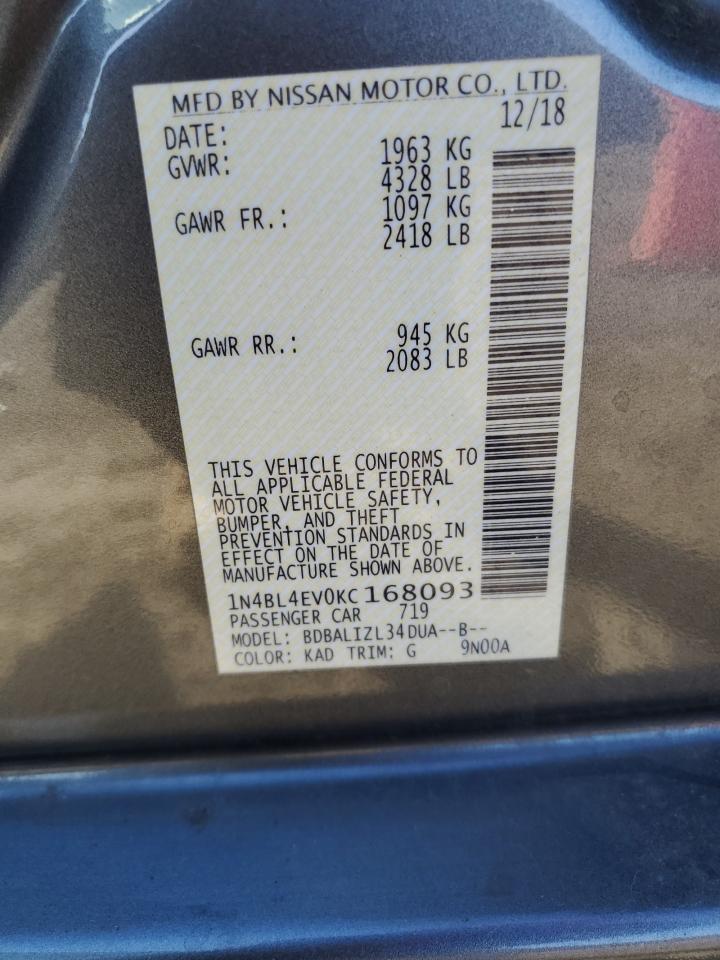 MFD BY NISSAN MOTOR CO., LTD.
DATE: 12/18
GVWR: 1963 KG
4328 LB
GAWR FR.: 1097 KG
2418 LB
GAWR RR.: 945 KG
2083 LB
THIS VEHICLE CONFORMS TO
ALL APPLICABLE FEDERAL
MOTOR VEHICLE SAFETY,
BUMPER, AND THEFT
PREVENTION STANDARDS IN
EFFECT ON THE DATE OF
MANUFACTURE SHOWN ABOVE.
1N4BL4EV0KC168093
PASSENGER CAR 719
MODEL: BDBALIZL34DUA--B--
COLOR: KAD TRIM: G 9N00A